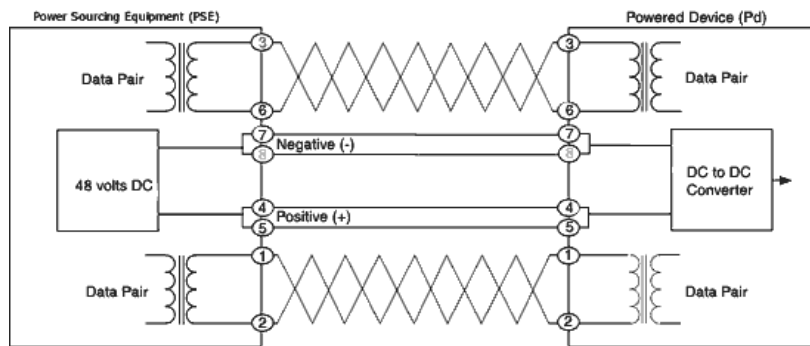 Power Sourcing Equipment (PSE)
Powered Device (Pd)
3
3
Data Pair
Data Pair
6
6
7
Negative (-)
7
8
8
48 volts DC
DC to DC
Converter
4
Positive (+)
4
5
5
1
1
Data Pair
Data Pair
2
2